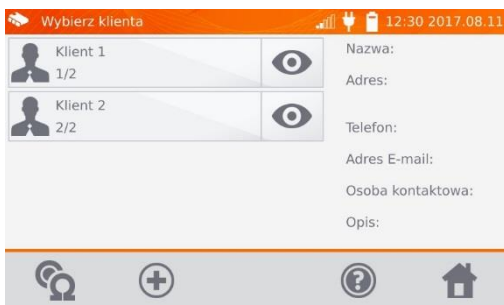 Wybierz klienta
12:30 2017.08.11
Klient 1
1/2
Klient 2
2/2
Nazwa:
Adres:
Telefon:
Adres E-mail:
Osoba kontaktowa:
Opis: